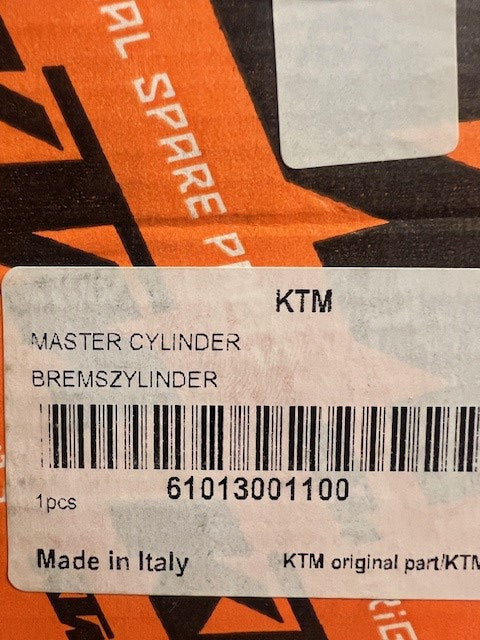 AL SPARE P
KTM
MASTER CYLINDER
BREMSZYLINDER
61013001100
1pcs
Made in Italy
KTM original part/KTM